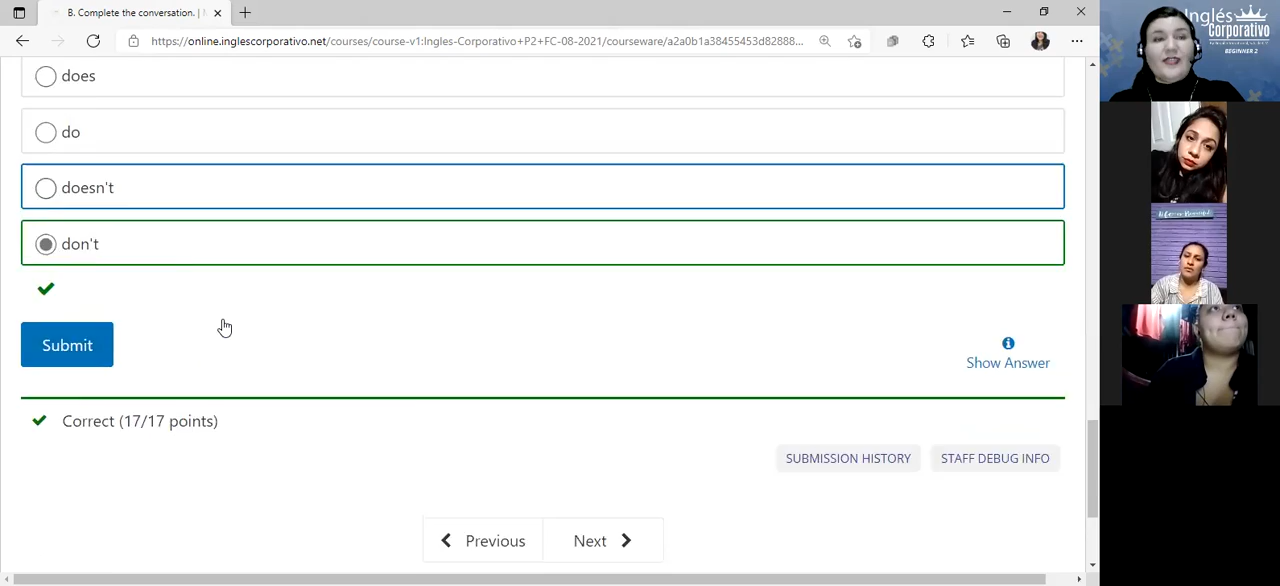 B. Complete the conversation. |
https://online.inglescorporativo.net/courses/course-v1:Ingles-Corporativo+P2+FC-08-2021/courseware/a2a0b1a38455453d82888...
Inglés
Corporativo
BEGINNER 2
does
do
doesn't
don't
Submit
Show Answer
Correct (17/17 points)
SUBMISSION HISTORY
STAFF DEBUG INFO
Previous
Next